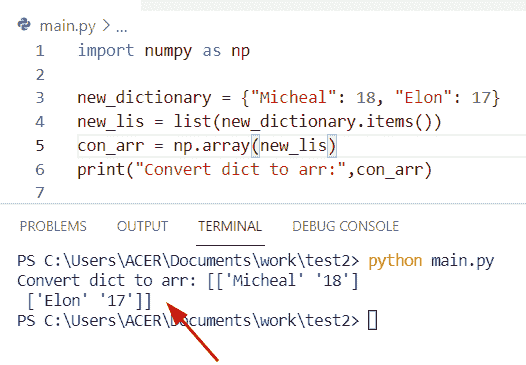 main.py > ...
1 import numpy as np
2
3 new_dictionary = {"Micheal": 18, "Elon": 17}
4 new_lis = list(new_dictionary.items())
5 con_arr = np.array(new_lis)
6 print("Convert dict to arr:",con_arr)
7
PROBLEMS OUTPUT TERMINAL DEBUG CONSOLE
PS C:\Users\ACER\Documents\work\test2> python main.py
Convert dict to arr: [['Micheal' '18']
 ['Elon' '17']]
PS C:\Users\ACER\Documents\work\test2>